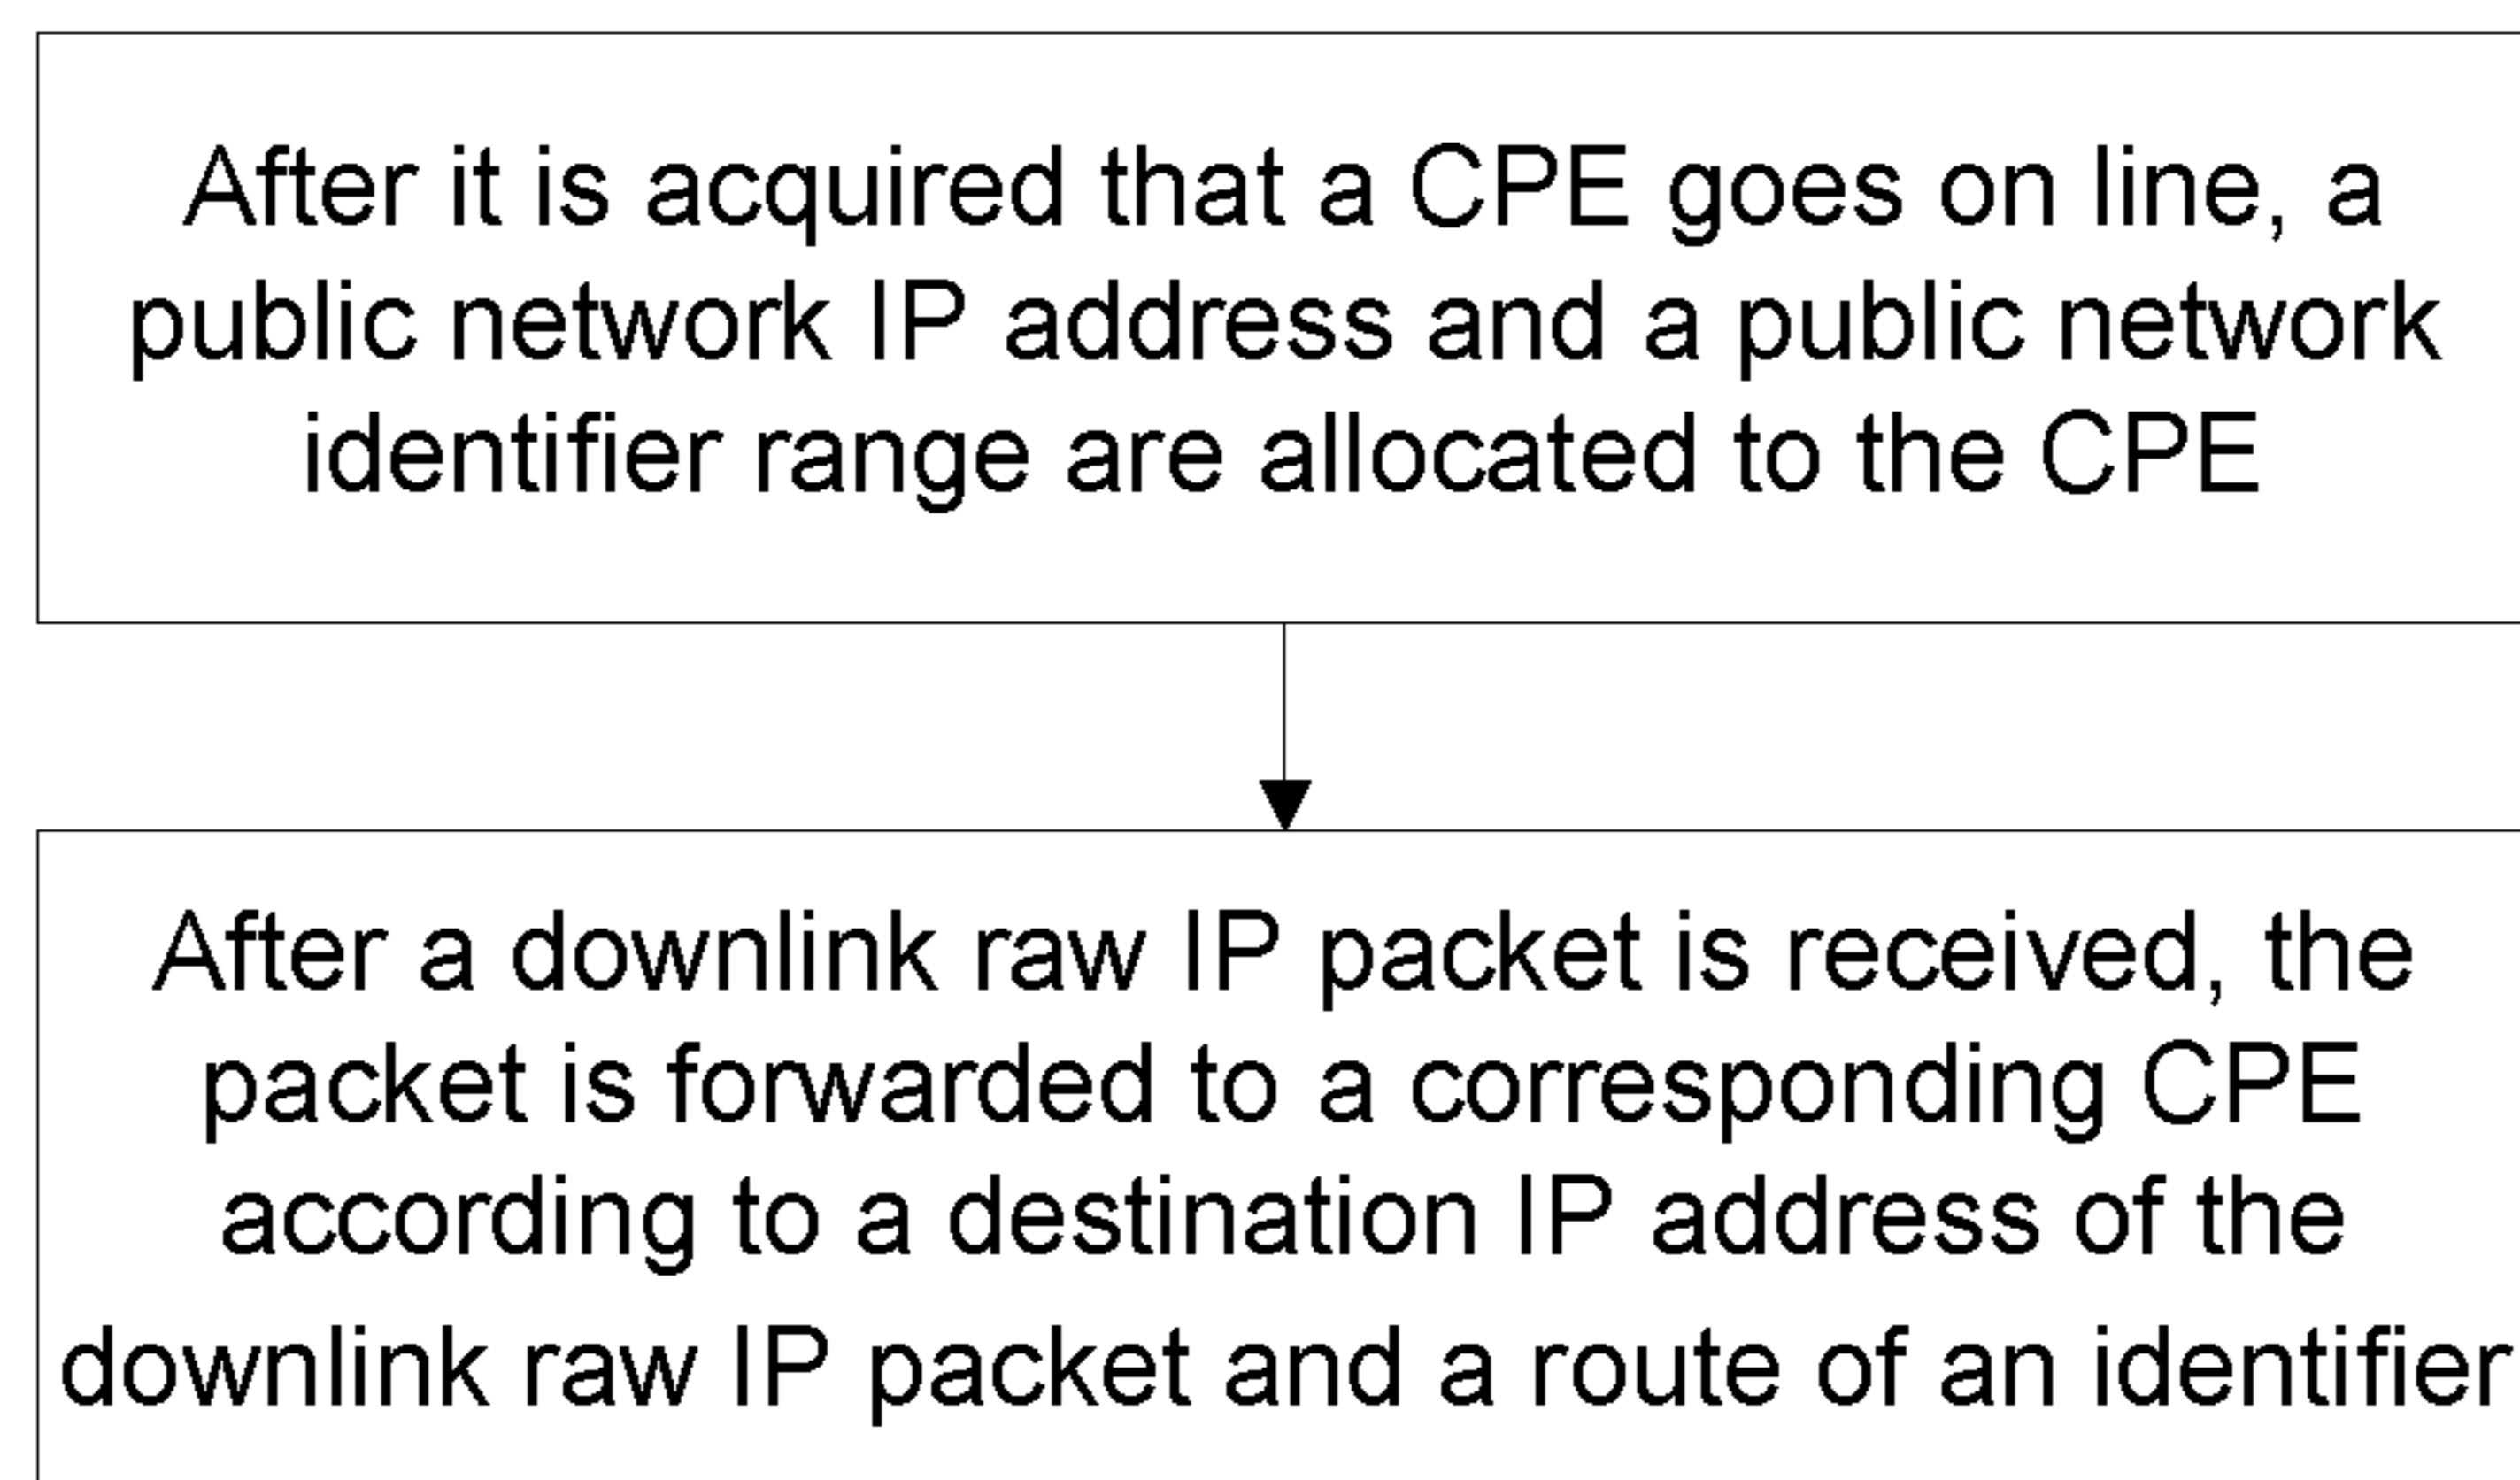 After it is acquired that a CPE goes on line, a
public network IP address and a public network
identifier range are allocated to the CPE
After a downlink raw IP packet is received, the
packet is forwarded to a corresponding CPE
according to a destination IP address of the
downlink raw IP packet and a route of an identifier